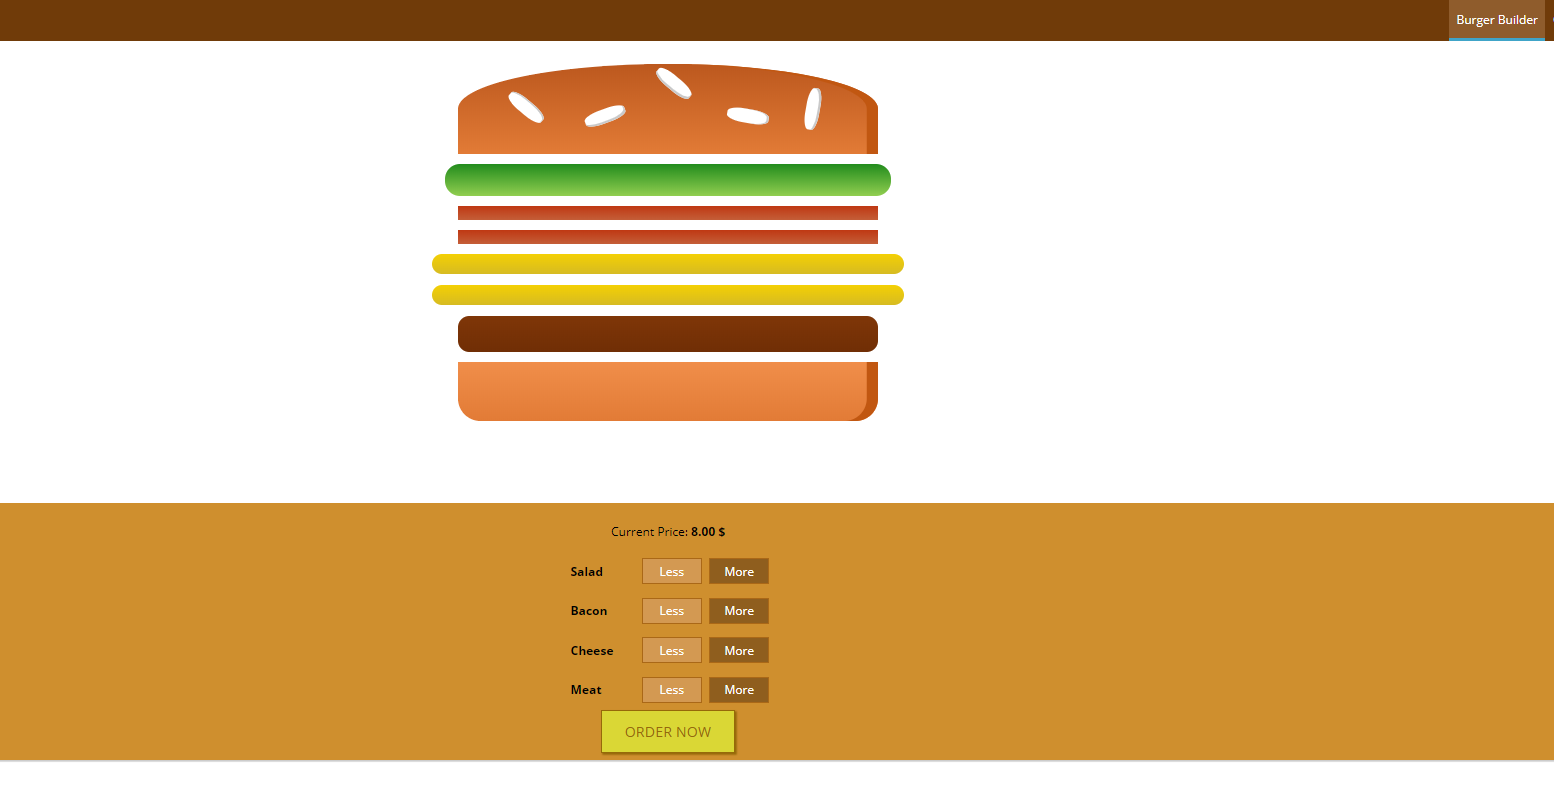 Burger Builder
Current Price: 8.00 $
Salad Less More
Bacon Less More
Cheese Less More
Meat Less More
ORDER NOW